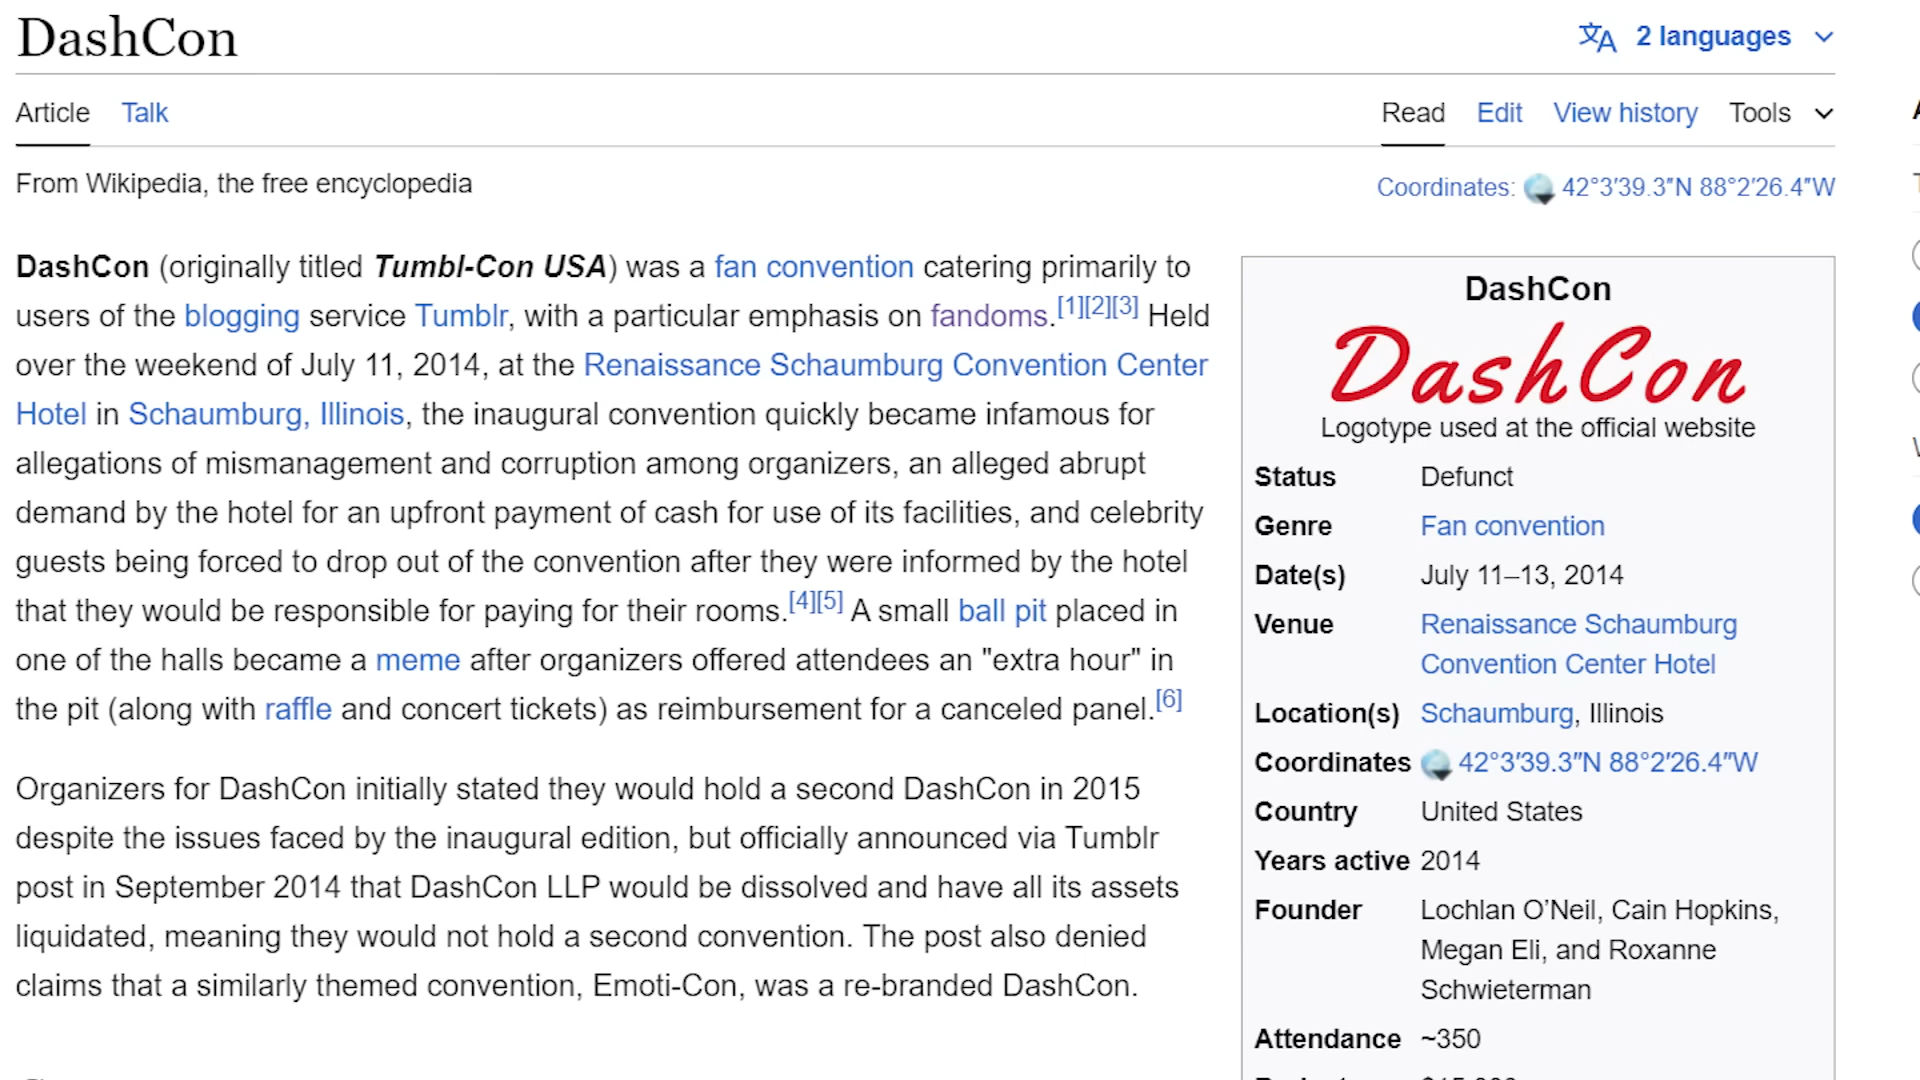 DashCon
2 languages
Article Talk Read Edit View history Tools
From Wikipedia, the free encyclopedia
Coordinates: 42°3′39.3″N 88°2′26.4″W
DashCon (originally titled Tumbl-Con USA) was a fan convention catering primarily to
users of the blogging service Tumblr, with a particular emphasis on fandoms.[1][2][3] Held
over the weekend of July 11, 2014, at the Renaissance Schaumburg Convention Center
Hotel in Schaumburg, Illinois, the inaugural convention quickly became infamous for
allegations of mismanagement and corruption among organizers, an alleged abrupt
demand by the hotel for an upfront payment of cash for use of its facilities, and celebrity
guests being forced to drop out of the convention after they were informed by the hotel
that they would be responsible for paying for their rooms.[4][5] A small ball pit placed in
one of the halls became a meme after organizers offered attendees an "extra hour" in
the pit (along with raffle and concert tickets) as reimbursement for a canceled panel.[6]
Organizers for DashCon initially stated they would hold a second DashCon in 2015
despite the issues faced by the inaugural edition, but officially announced via Tumblr
post in September 2014 that DashCon LLP would be dissolved and have all its assets
liquidated, meaning they would not hold a second convention. The post also denied
claims that a similarly themed convention, Emoti-Con, was a re-branded DashCon.
DashCon
DashCon
Logotype used at the official website
Status Defunct
Genre Fan convention
Date(s) July 11–13, 2014
Venue Renaissance Schaumburg
Convention Center Hotel
Location(s) Schaumburg, Illinois
Coordinates 42°3′39.3″N 88°2′26.4″W
Country United States
Years active 2014
Founder Lochlan O’Neil, Cain Hopkins,
Megan Eli, and Roxanne
Schwieterman
Attendance ~350